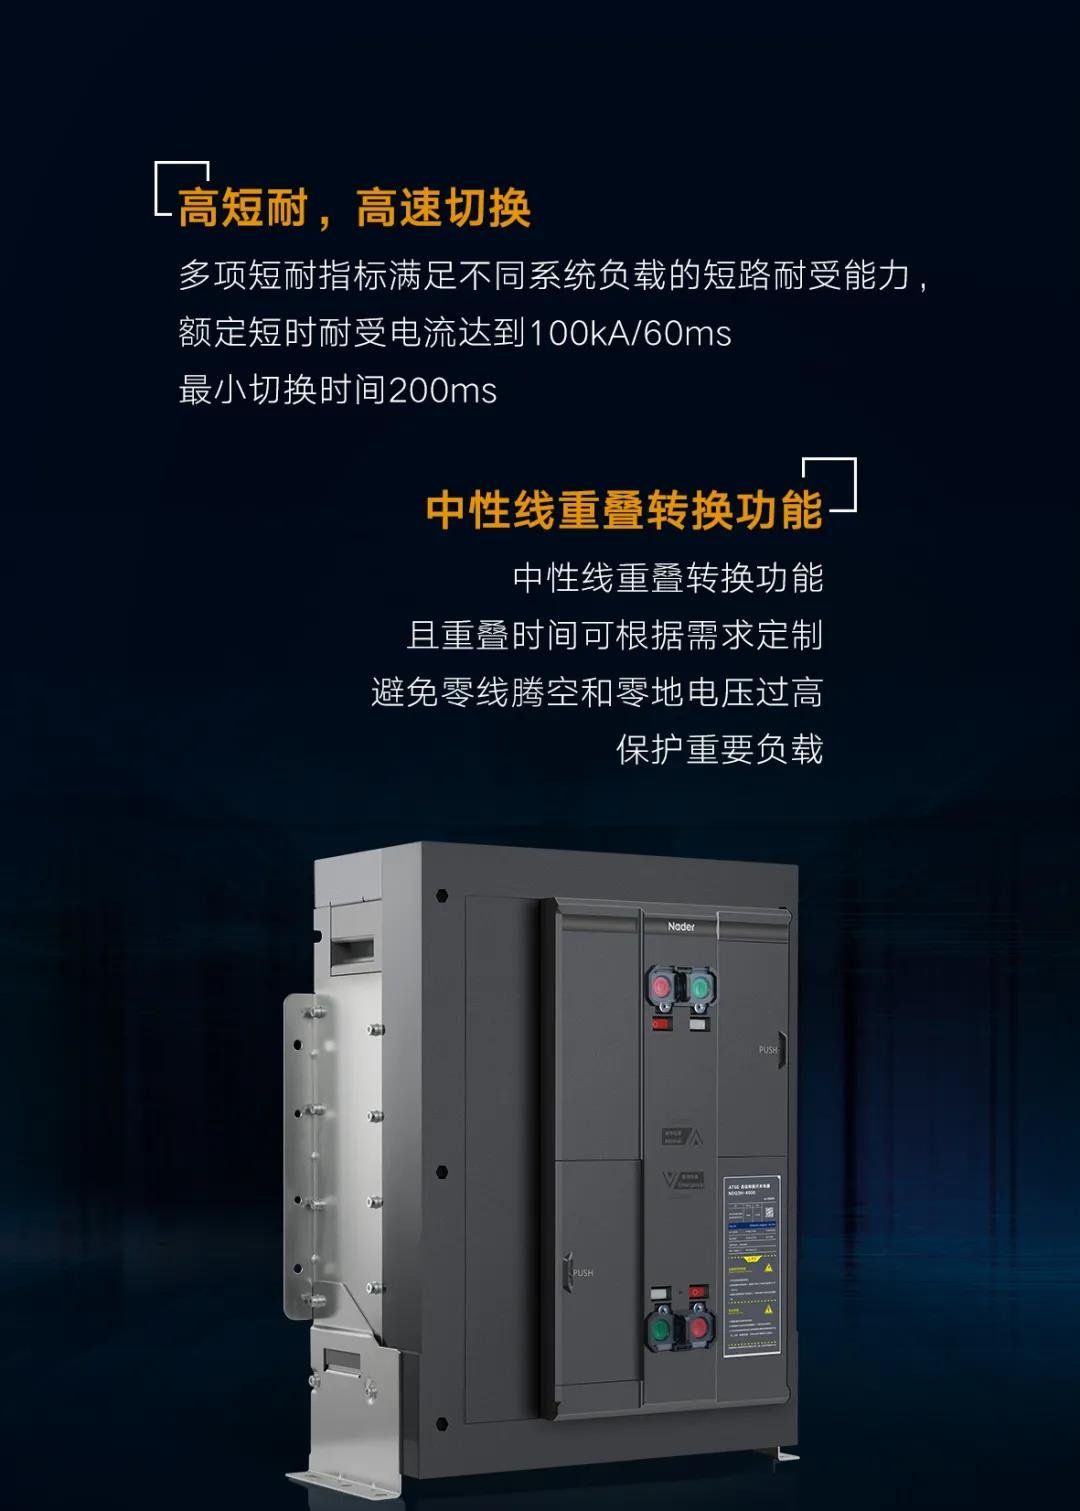 高短耐，高速切换
多项短耐指标满足不同系统负载的短路耐受能力，
额定短时耐受电流达到100kA/60ms
最小切换时间200ms
中性线重叠转换功能
中性线重叠转换功能
且重叠时间可根据需求定制
避免零线腾空和零地电压过高
保护重要负载
Nader
PUSH
PUSH